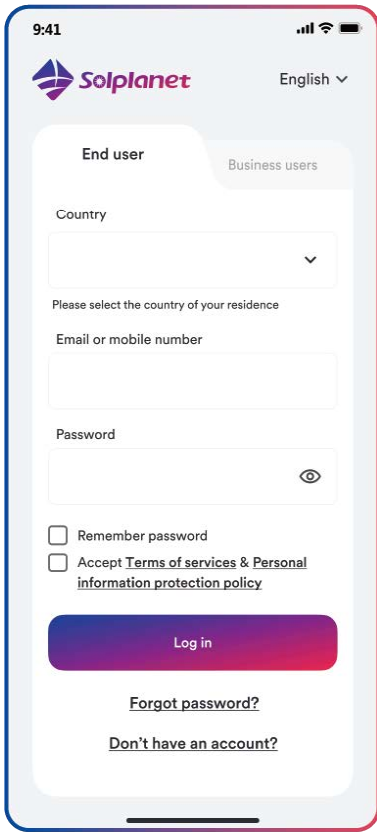 9:41
Solplanet
English
End user
Business users
Country
Please select the country of your residence
Email or mobile number
Password
Remember password
Accept Terms of services & Personal
information protection policy
Log in
Forgot password?
Don't have an account?